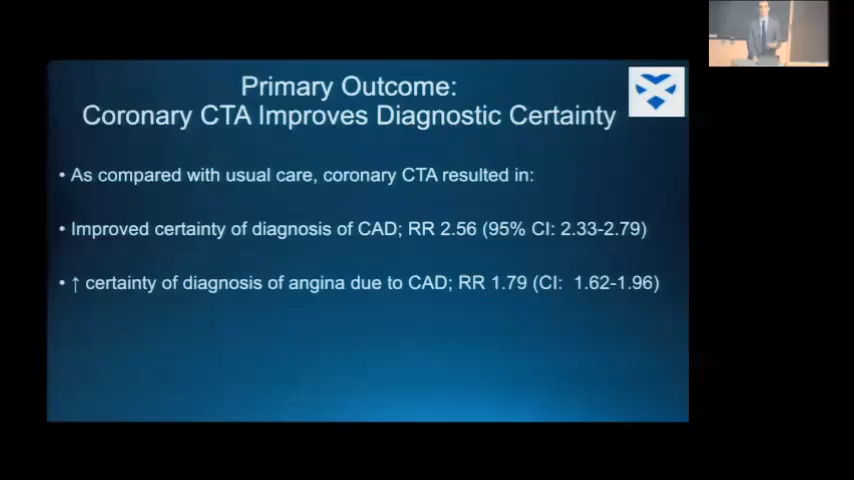 Primary Outcome:
Coronary CTA Improves Diagnostic Certainty
• As compared with usual care, coronary CTA resulted in:
• Improved certainty of diagnosis of CAD; RR 2.56 (95% CI: 2.33-2.79)
• ↑ certainty of diagnosis of angina due to CAD; RR 1.79 (CI:  1.62-1.96)